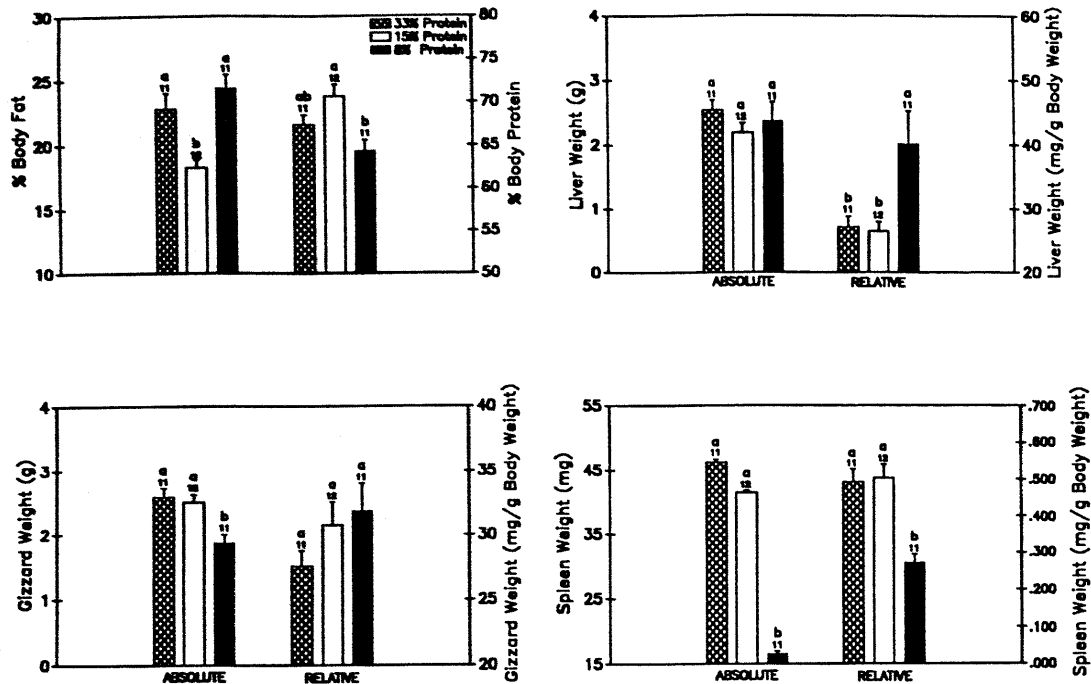 33% Protein
15% Protein
8% Protein
% Body Fat
30
25
20
15
10
a
11
b
a
11
ab
11
a
12
b
11
80
75
70
65
60
55
50
% Body Protein
Liver Weight (g)
4
3
2
1
0
a
11
a
12
a
11
b
11
b
12
a
11
ABSOLUTE
RELATIVE
60
50
40
30
20
Liver Weight (mg/g Body Weight)
Gizzard Weight (g)
4
3
2
1
0
a
11
a
12
b
11
a
11
a
12
a
11
ABSOLUTE
RELATIVE
40
35
30
25
20
Gizzard Weight (mg/g Body Weight)
Spleen Weight (mg)
55
45
35
25
15
a
11
a
12
b
11
a
11
a
12
b
11
ABSOLUTE
RELATIVE
.700
.600
.500
.400
.300
.200
.100
.000
Spleen Weight (mg/g Body Weight)